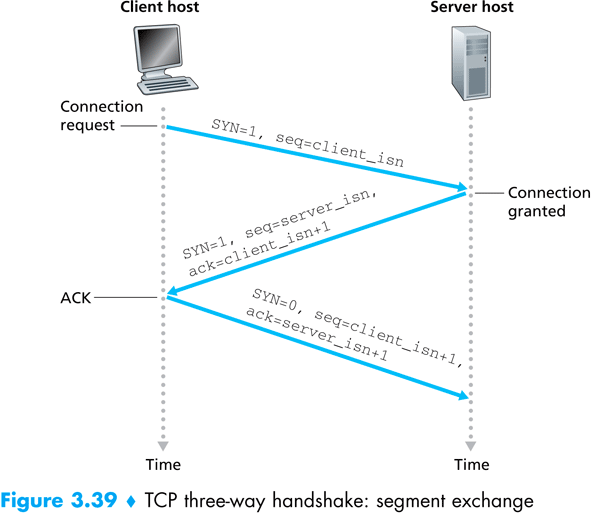 Client host
Server host
Connection
request
SYN=1, seq=client_isn
Connection
granted
SYN=1, seq=server_isn,
ack=client_isn+1
ACK
SYN=0, seq=client_isn+1,
ack=server_isn+1
Time
Time
Figure 3.39 ♦ TCP three-way handshake: segment exchange